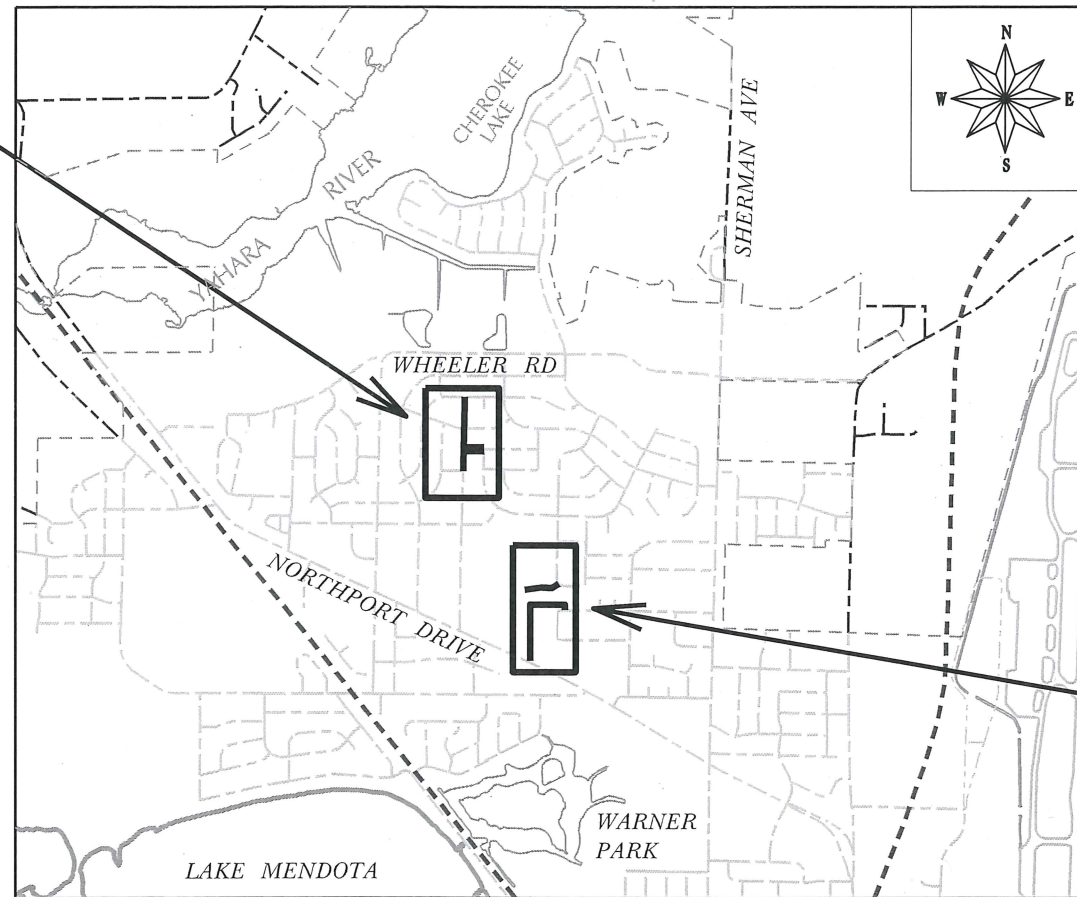 N
W
E
S
CHEROKEE
LAKE
SHERMAN AVE
RIVER
YAHARA
WHEELER RD
NORTHPORT DRIVE
WARNER
PARK
LAKE MENDOTA